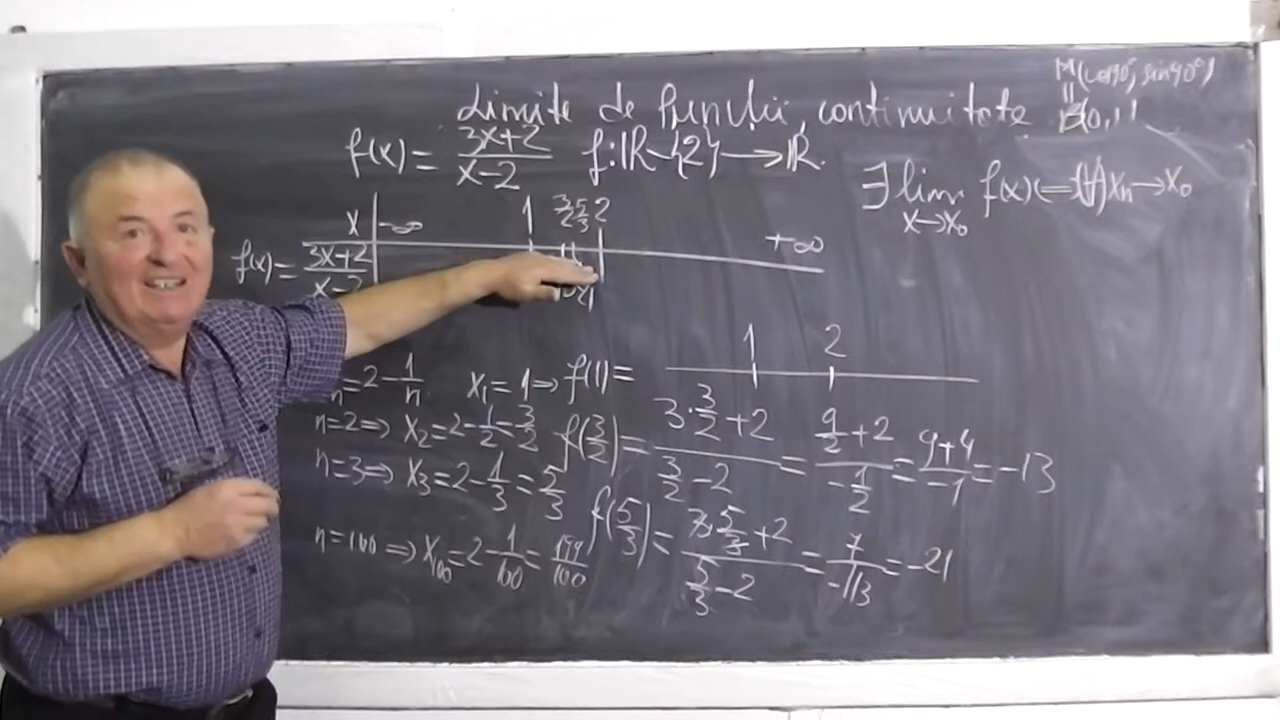 Limite de funcții, continuitate
M(cos90°, sin90°)
=
B(0,1)
f(x) = (3x+2)/(x-2) f: ℝ-{2} → ℝ.
∃ lim x→x₀ f(x) ⇔ (∀) xₙ → x₀
x -∞ 1 3/2 5/3 2 +∞
f(x) = (3x+2)/(x-2)
1 2
n = 2 - 1/n x₁ = 1 ⇒ f(1) =
n=2 ⇒ x₂ = 2 - 1/2 = 3/2 f(3/2) = (3·3/2 + 2)/(3/2 - 2) = (9/2 + 2)/(-1/2) = (9+4)/(-1) = -13
n=3 ⇒ x₃ = 2 - 1/3 = 5/3
f(5/3) = (3·5/3 + 2)/(5/3 - 2) = 7/(-1/3) = -21
n=100 ⇒ x₁₀₀ = 2 - 1/100 = 199/100